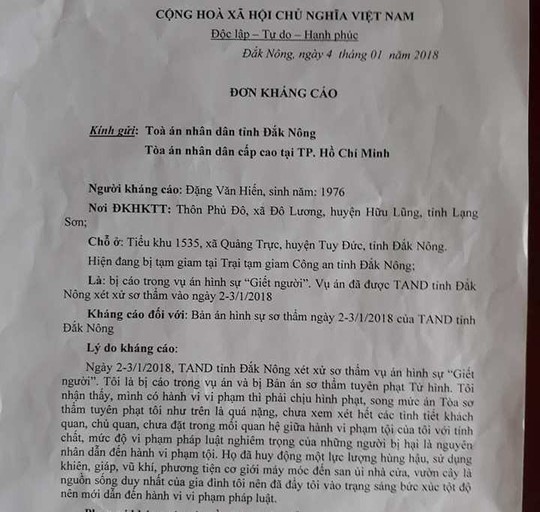 CỘNG HOÀ XÃ HỘI CHỦ NGHĨA VIỆT NAM
Độc lập – Tự do – Hạnh phúc
Đắk Nông, ngày 4 tháng 01 năm 2018
ĐƠN KHÁNG CÁO
Kính gửi: Toà án nhân dân tỉnh Đắk Nông
Tòa án nhân dân cấp cao tại TP. Hồ Chí Minh
Người kháng cáo: Đặng Văn Hiến, sinh năm: 1976
Nơi ĐKHKTT: Thôn Phủ Đô, xã Đô Lương, huyện Hữu Lũng, tỉnh Lạng
Sơn;
Chỗ ở: Tiểu khu 1535, xã Quảng Trực, huyện Tuy Đức, tỉnh Đắk Nông.
Hiện đang bị tạm giam tại Trại tạm giam Công an tỉnh Đắk Nông;
Là: bị cáo trong vụ án hình sự “Giết người”. Vụ án đã được TAND tỉnh Đắk
Nông xét xử sơ thẩm vào ngày 2-3/1/2018
Kháng cáo đối với: Bản án hình sự sơ thẩm ngày 2-3/1/2018 của TAND tỉnh
Đắk Nông
Lý do kháng cáo:
Ngày 2-3/1/2018, TAND tỉnh Đắk Nông xét xử sơ thẩm vụ án hình sự “Giết
người”. Tôi là bị cáo trong vụ án và bị Bản án sơ thẩm tuyên phạt Tử hình. Tôi
nhận thấy, mình có hành vi vi phạm thì phải chịu hình phạt, song mức án Tòa sơ
thẩm tuyên phạt tôi như trên là quá nặng, chưa xem xét hết các tình tiết khách
quan, chủ quan, chưa đặt trong mối quan hệ giữa hành vi phạm tội của tôi với tính
chất, mức độ vi phạm pháp luật nghiêm trọng của những người bị hại là nguyên
nhân dẫn đến hành vi phạm tội. Họ đã huy động một lực lượng hùng hậu, sử dụng
khiên, giáp, vũ khí, phương tiện cơ giới máy móc đến san ủi nhà cửa, vườn cây là
nguồn sống duy nhất của gia đình tôi nên đã đẩy tôi vào trạng sáng bức xúc tột độ
nên mới dẫn đến hành vi vi phạm pháp luật.